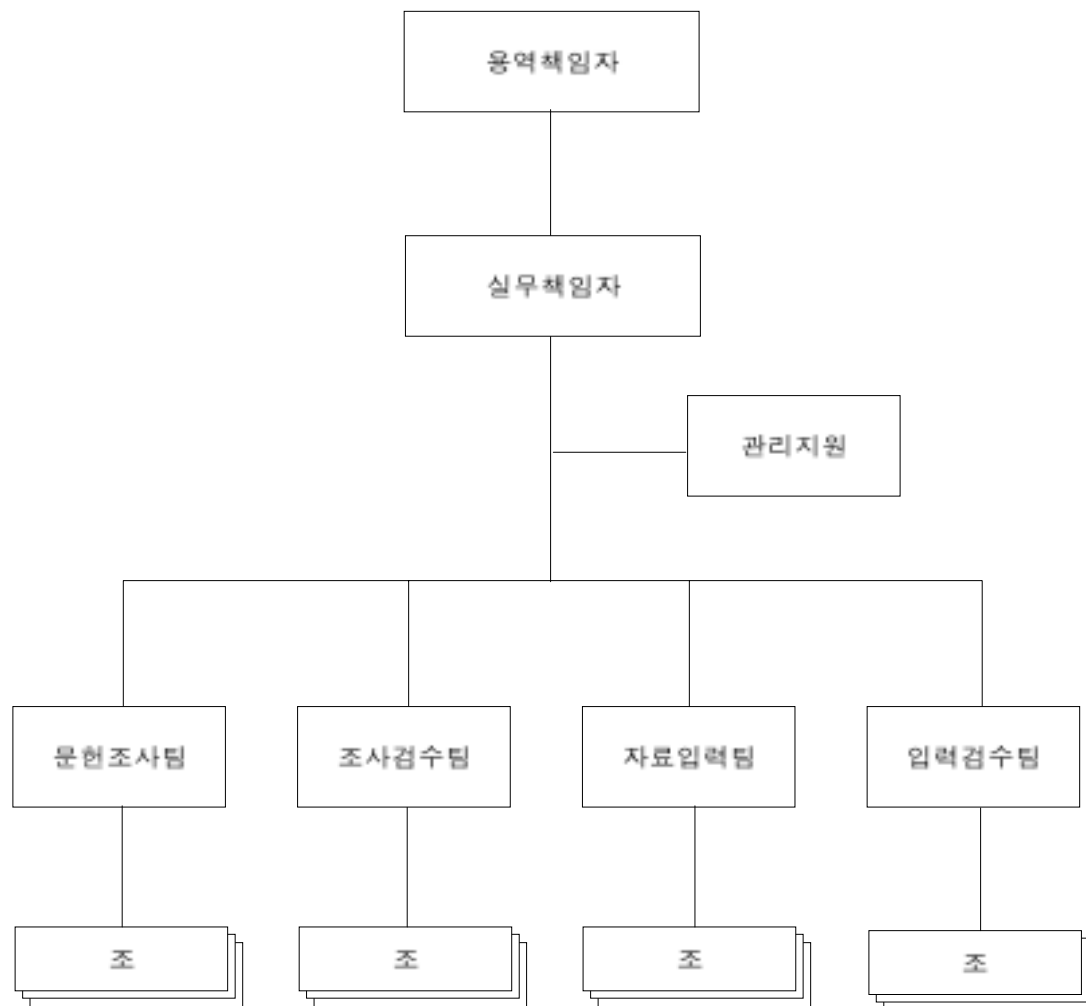 용역책임자
실무책임자
관리지원
문헌조사팀
조사검수팀
자료입력팀
입력검수팀
조
조
조
조